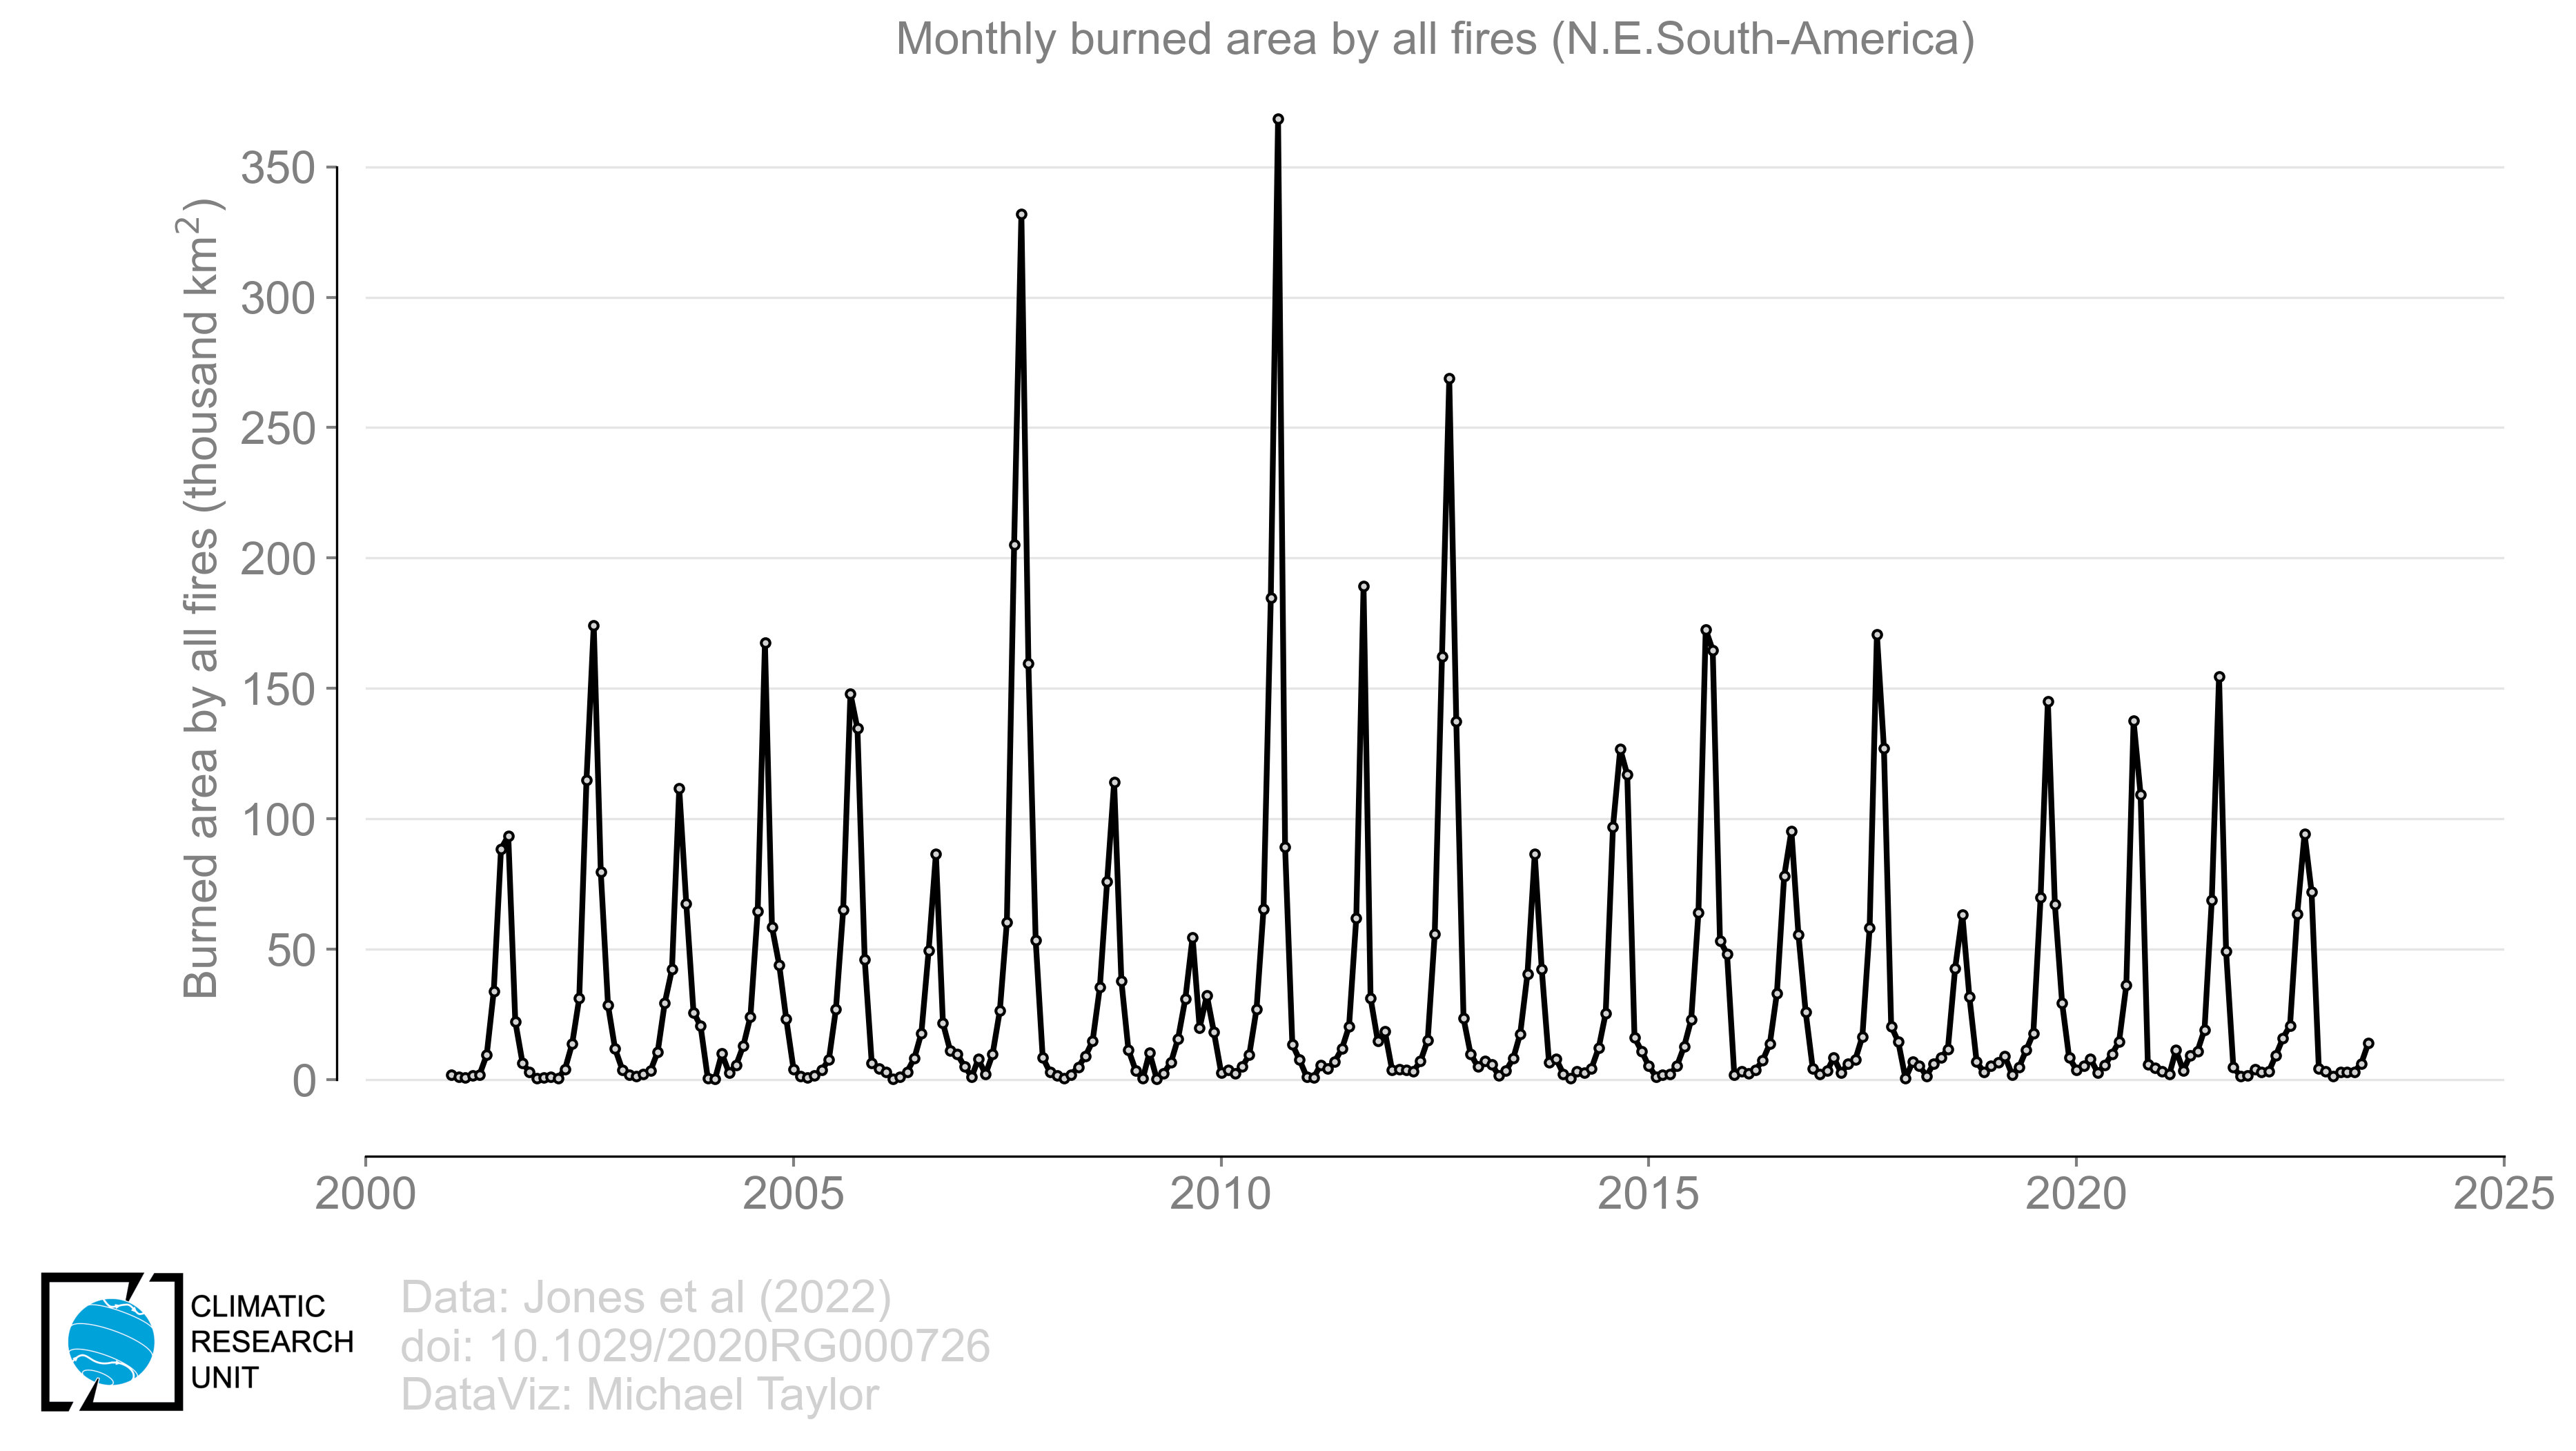 Monthly burned area by all fires (N.E.South-America)
Burned area by all fires (thousand km²)
350
300
250
200
150
100
50
0
2000 2005 2010 2015 2020 2025
CLIMATIC
RESEARCH
UNIT
Data: Jones et al (2022)
doi: 10.1029/2020RG000726
DataViz: Michael Taylor